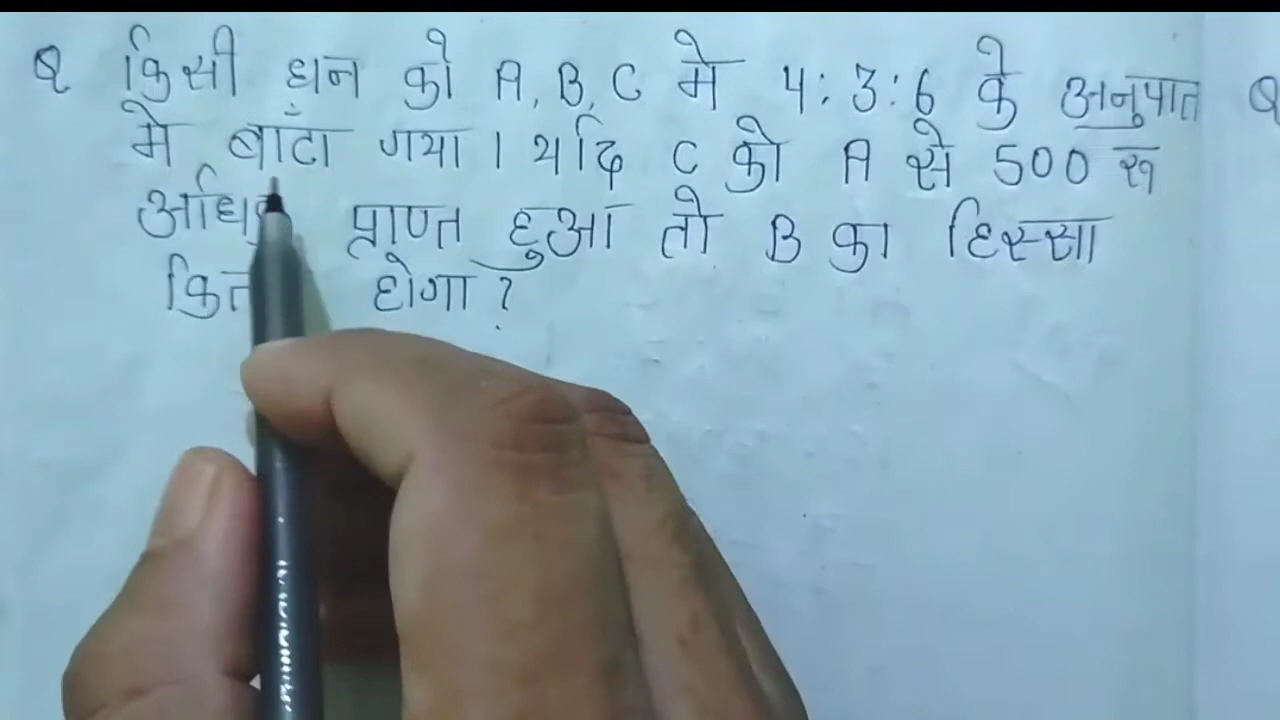 Q किसी धन को A, B, C मे 4:3:6 के अनुपात Q
मे बाँटा गया । यदि C को A से 500 रु
प्राप्त हुआ तो B का हिस्सा
होगा ?